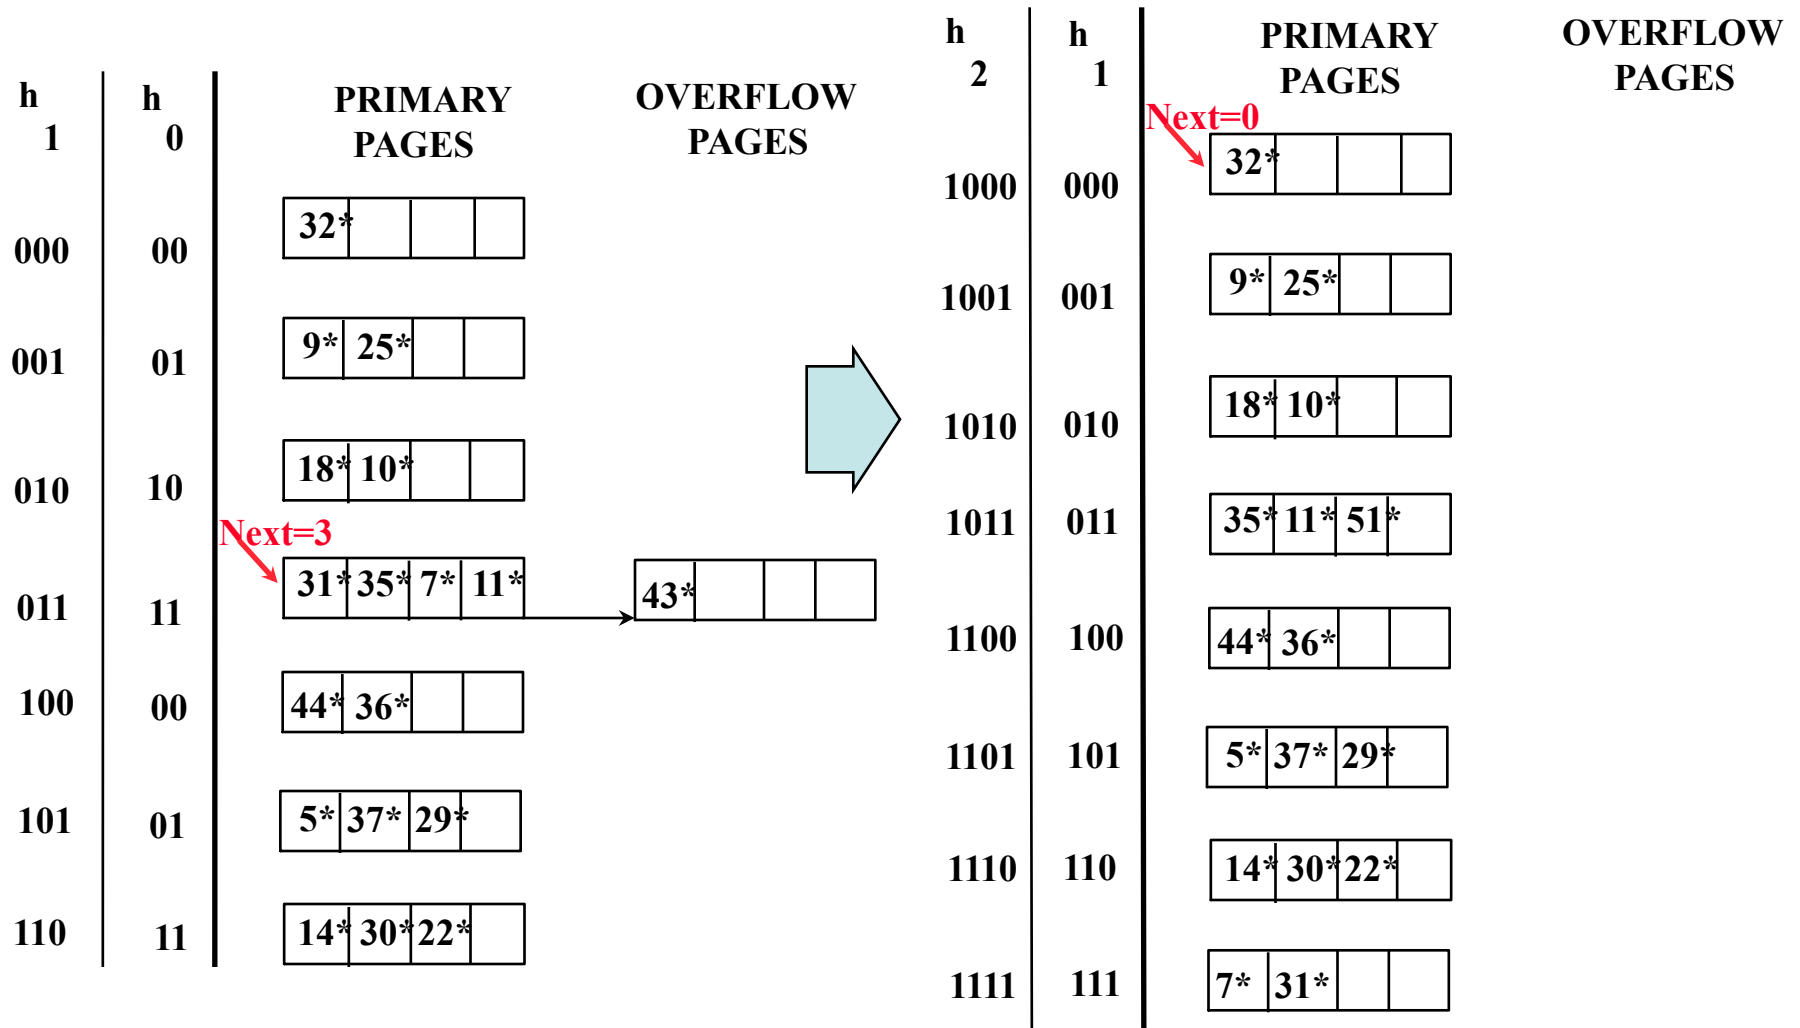 h h PRIMARY OVERFLOW
1 0 PAGES PAGES
000 00 32*
001 01 9* 25*
010 10 18* 10*
Next=3
011 11 31* 35* 7* 11* 43*
100 00 44* 36*
101 01 5* 37* 29*
110 11 14* 30* 22*
h h PRIMARY OVERFLOW
2 1 PAGES PAGES
Next=0
1000 000 32*
1001 001 9* 25*
1010 010 18* 10*
1011 011 35* 11* 51*
1100 100 44* 36*
1101 101 5* 37* 29*
1110 110 14* 30* 22*
1111 111 7* 31*